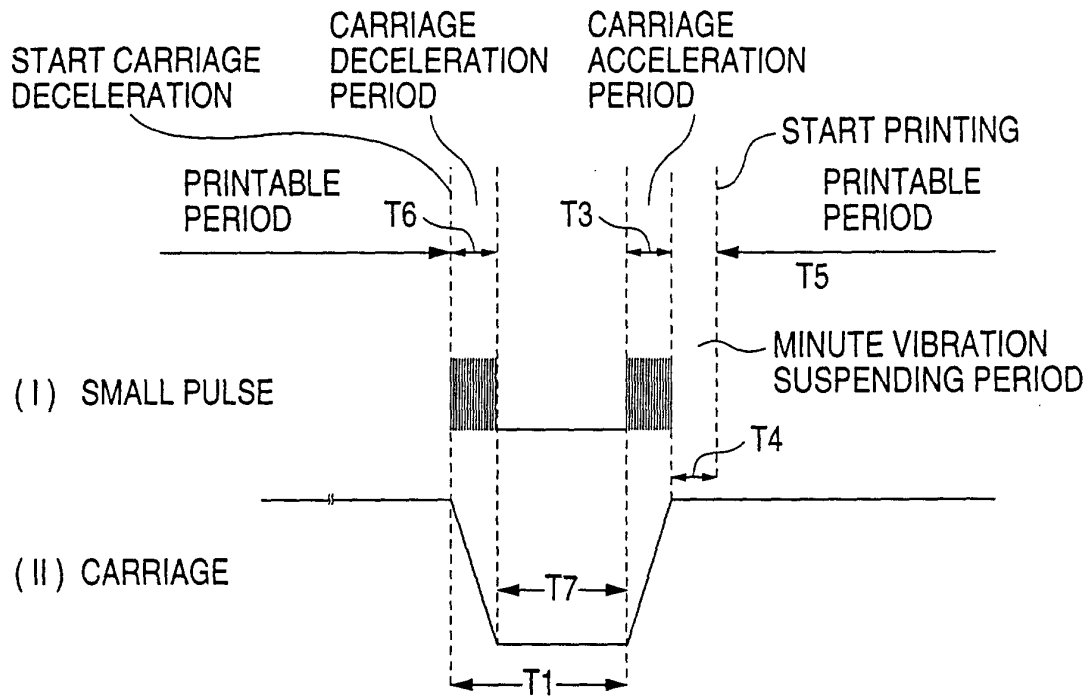 START CARRIAGE
DECELERATION
CARRIAGE
DECELERATION
PERIOD
CARRIAGE
ACCELERATION
PERIOD
START PRINTING
PRINTABLE
PERIOD
T6
T3
PRINTABLE
PERIOD
T5
MINUTE VIBRATION
SUSPENDING PERIOD
( I ) SMALL PULSE
T4
( II ) CARRIAGE
T7
T1